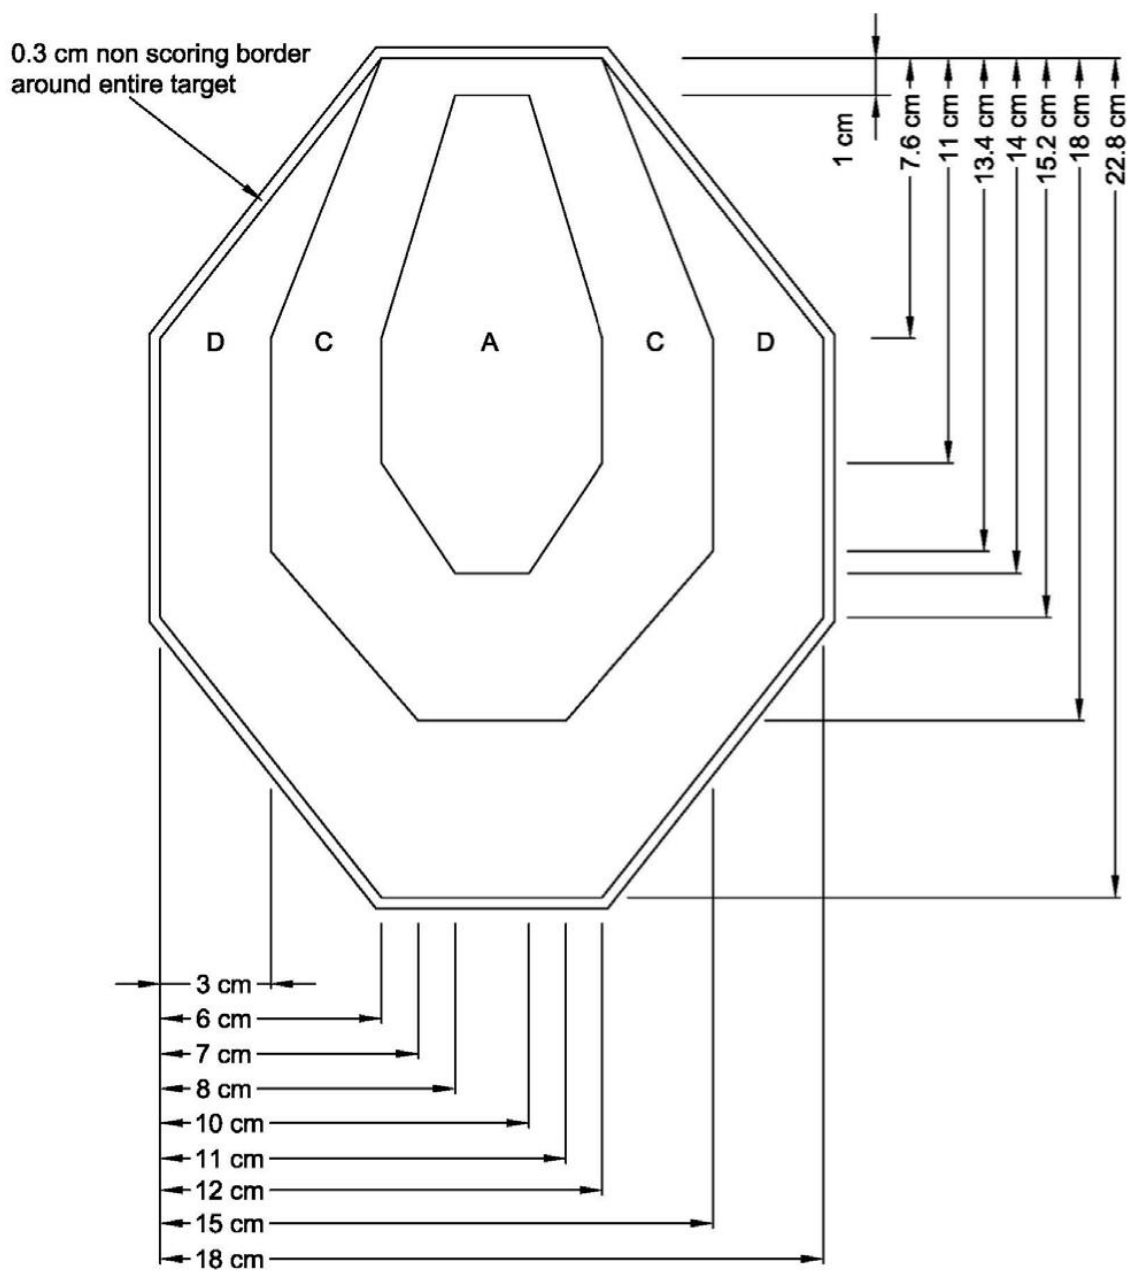 0.3 cm non scoring border
around entire target
1 cm
7.6 cm
11 cm
13.4 cm
14 cm
15.2 cm
18 cm
22.8 cm
D
C
A
C
D
3 cm
6 cm
7 cm
8 cm
10 cm
11 cm
12 cm
15 cm
18 cm